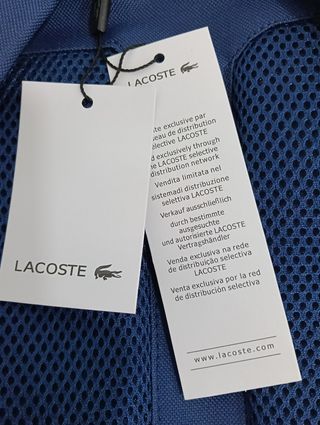 LACOSTE
LACOSTE
te exclusive par
eau de distribution
élective LACOSTE
d exclusively through
e LACOSTE selective
distribution network
Vendita limitata nel
sistemadi distribuzione
selettiva LACOSTE
Verkauf ausschließlich
durch bestimmte
ausgesuchte
und autorisierte LACOSTE
Vertragshändler
Venda exclusiva na rede
de distribuição selectiva
LACOSTE
Venta exclusiva por la red
de distribución selectiva
www.lacoste.com